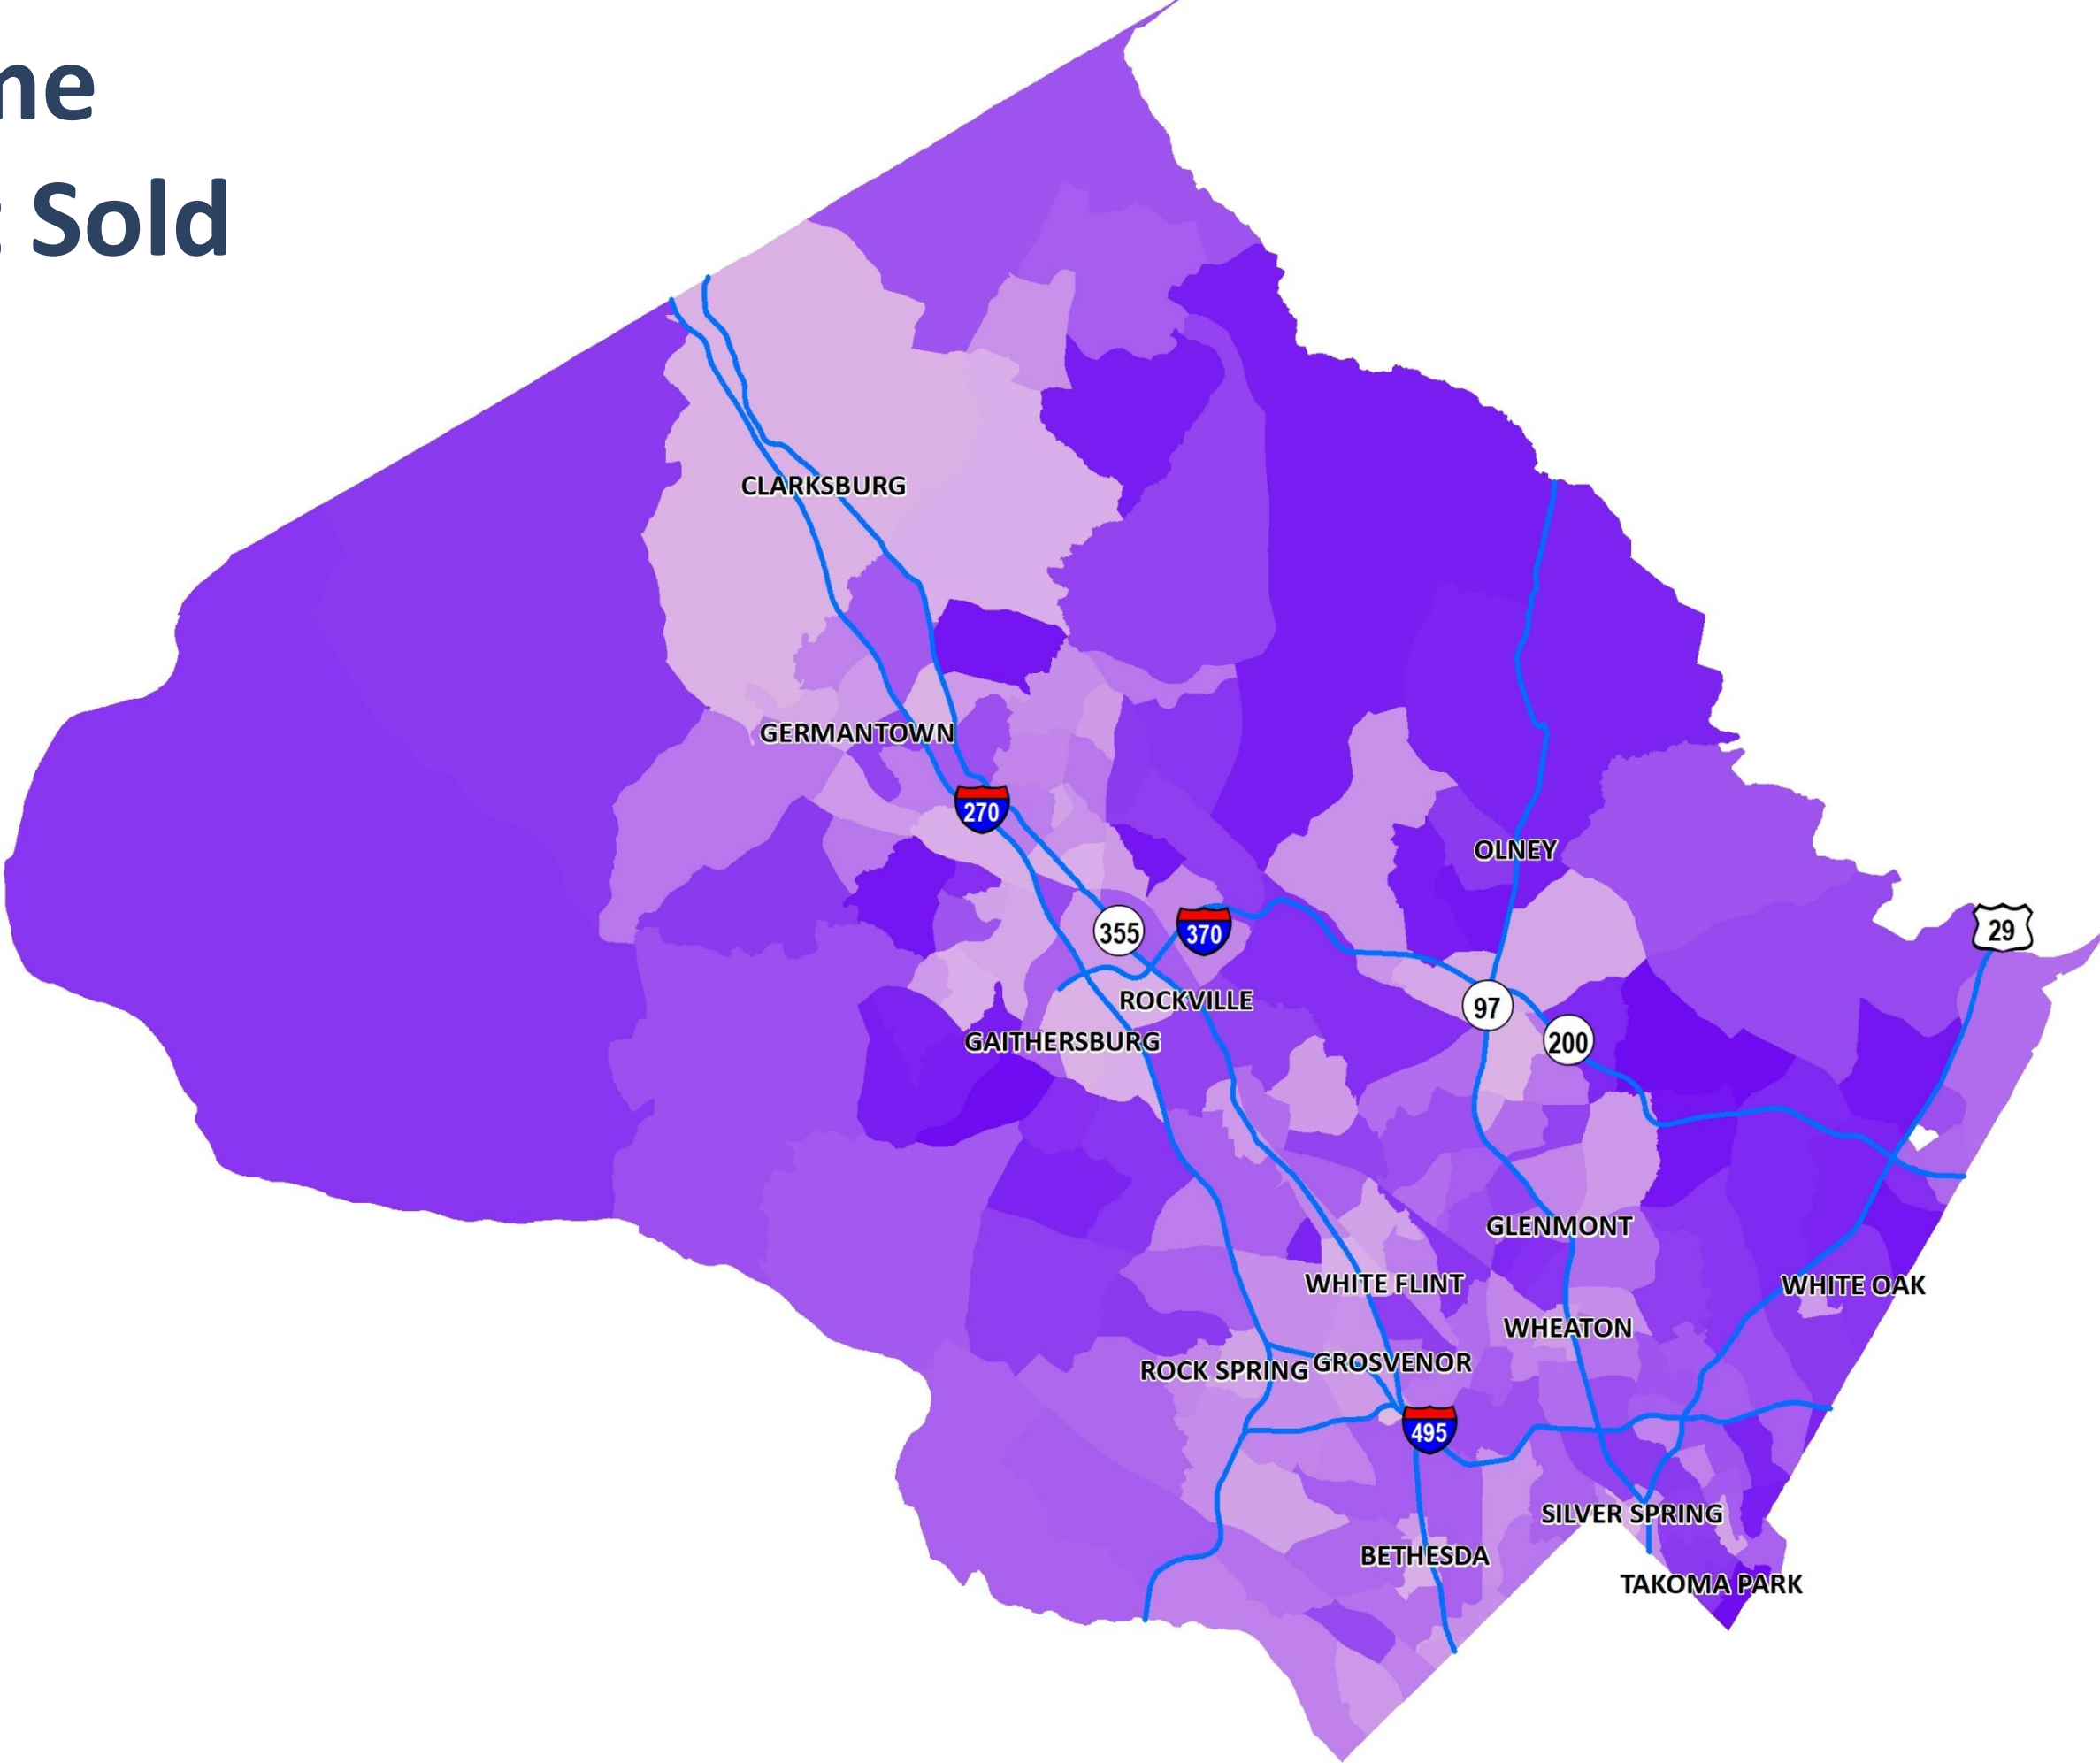 Sold
CLARKSBURG
GERMANTOWN
270
OLNEY
355
370
29
ROCKVILLE
97
GAITHERSBURG
200
GLENMONT
WHITE FLINT
WHITE OAK
WHEATON
ROCK SPRING
GROSVENOR
495
SILVER SPRING
BETHESDA
TAKOMA PARK